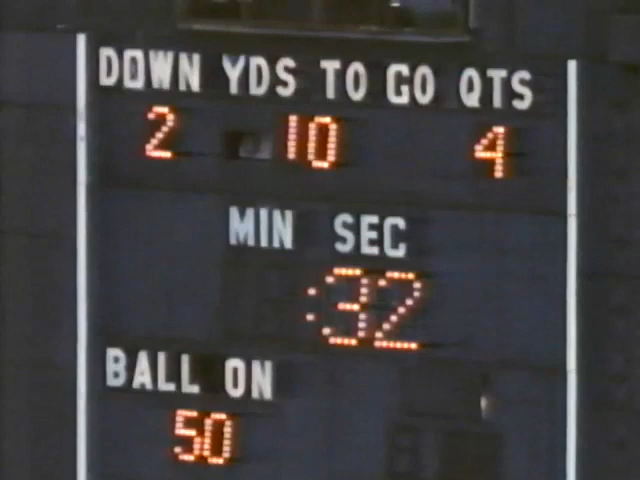 DOWN YDS TO GO QTS
2 10 4
MIN SEC
:32
BALL ON
50